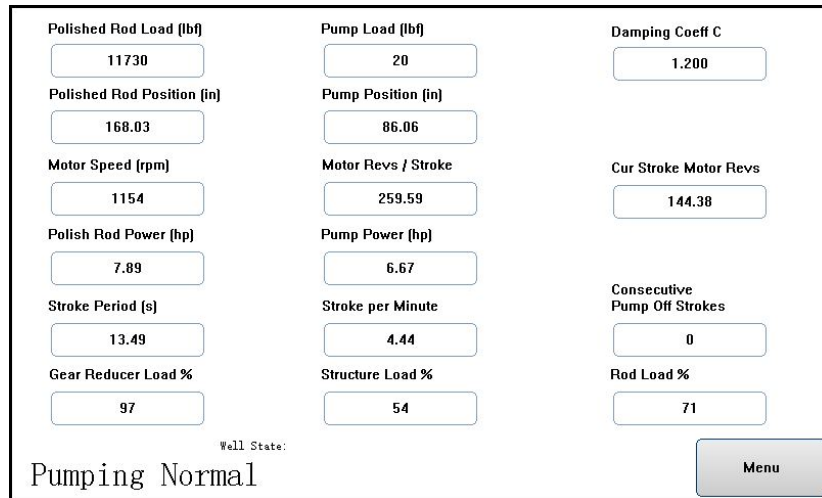 Polished Rod Load (lbf)
Pump Load (lbf)
Damping Coeff C
11730
20
1.200
Polished Rod Position (in)
Pump Position (in)
168.03
86.06
Motor Speed (rpm)
Motor Revs / Stroke
Cur Stroke Motor Revs
1154
259.59
144.38
Polish Rod Power (hp)
Pump Power (hp)
7.89
6.67
Stroke Period (s)
Stroke per Minute
Consecutive
Pump Off Strokes
13.49
4.44
0
Gear Reducer Load %
Structure Load %
Rod Load %
97
54
71
Well State:
Pumping Normal
Menu